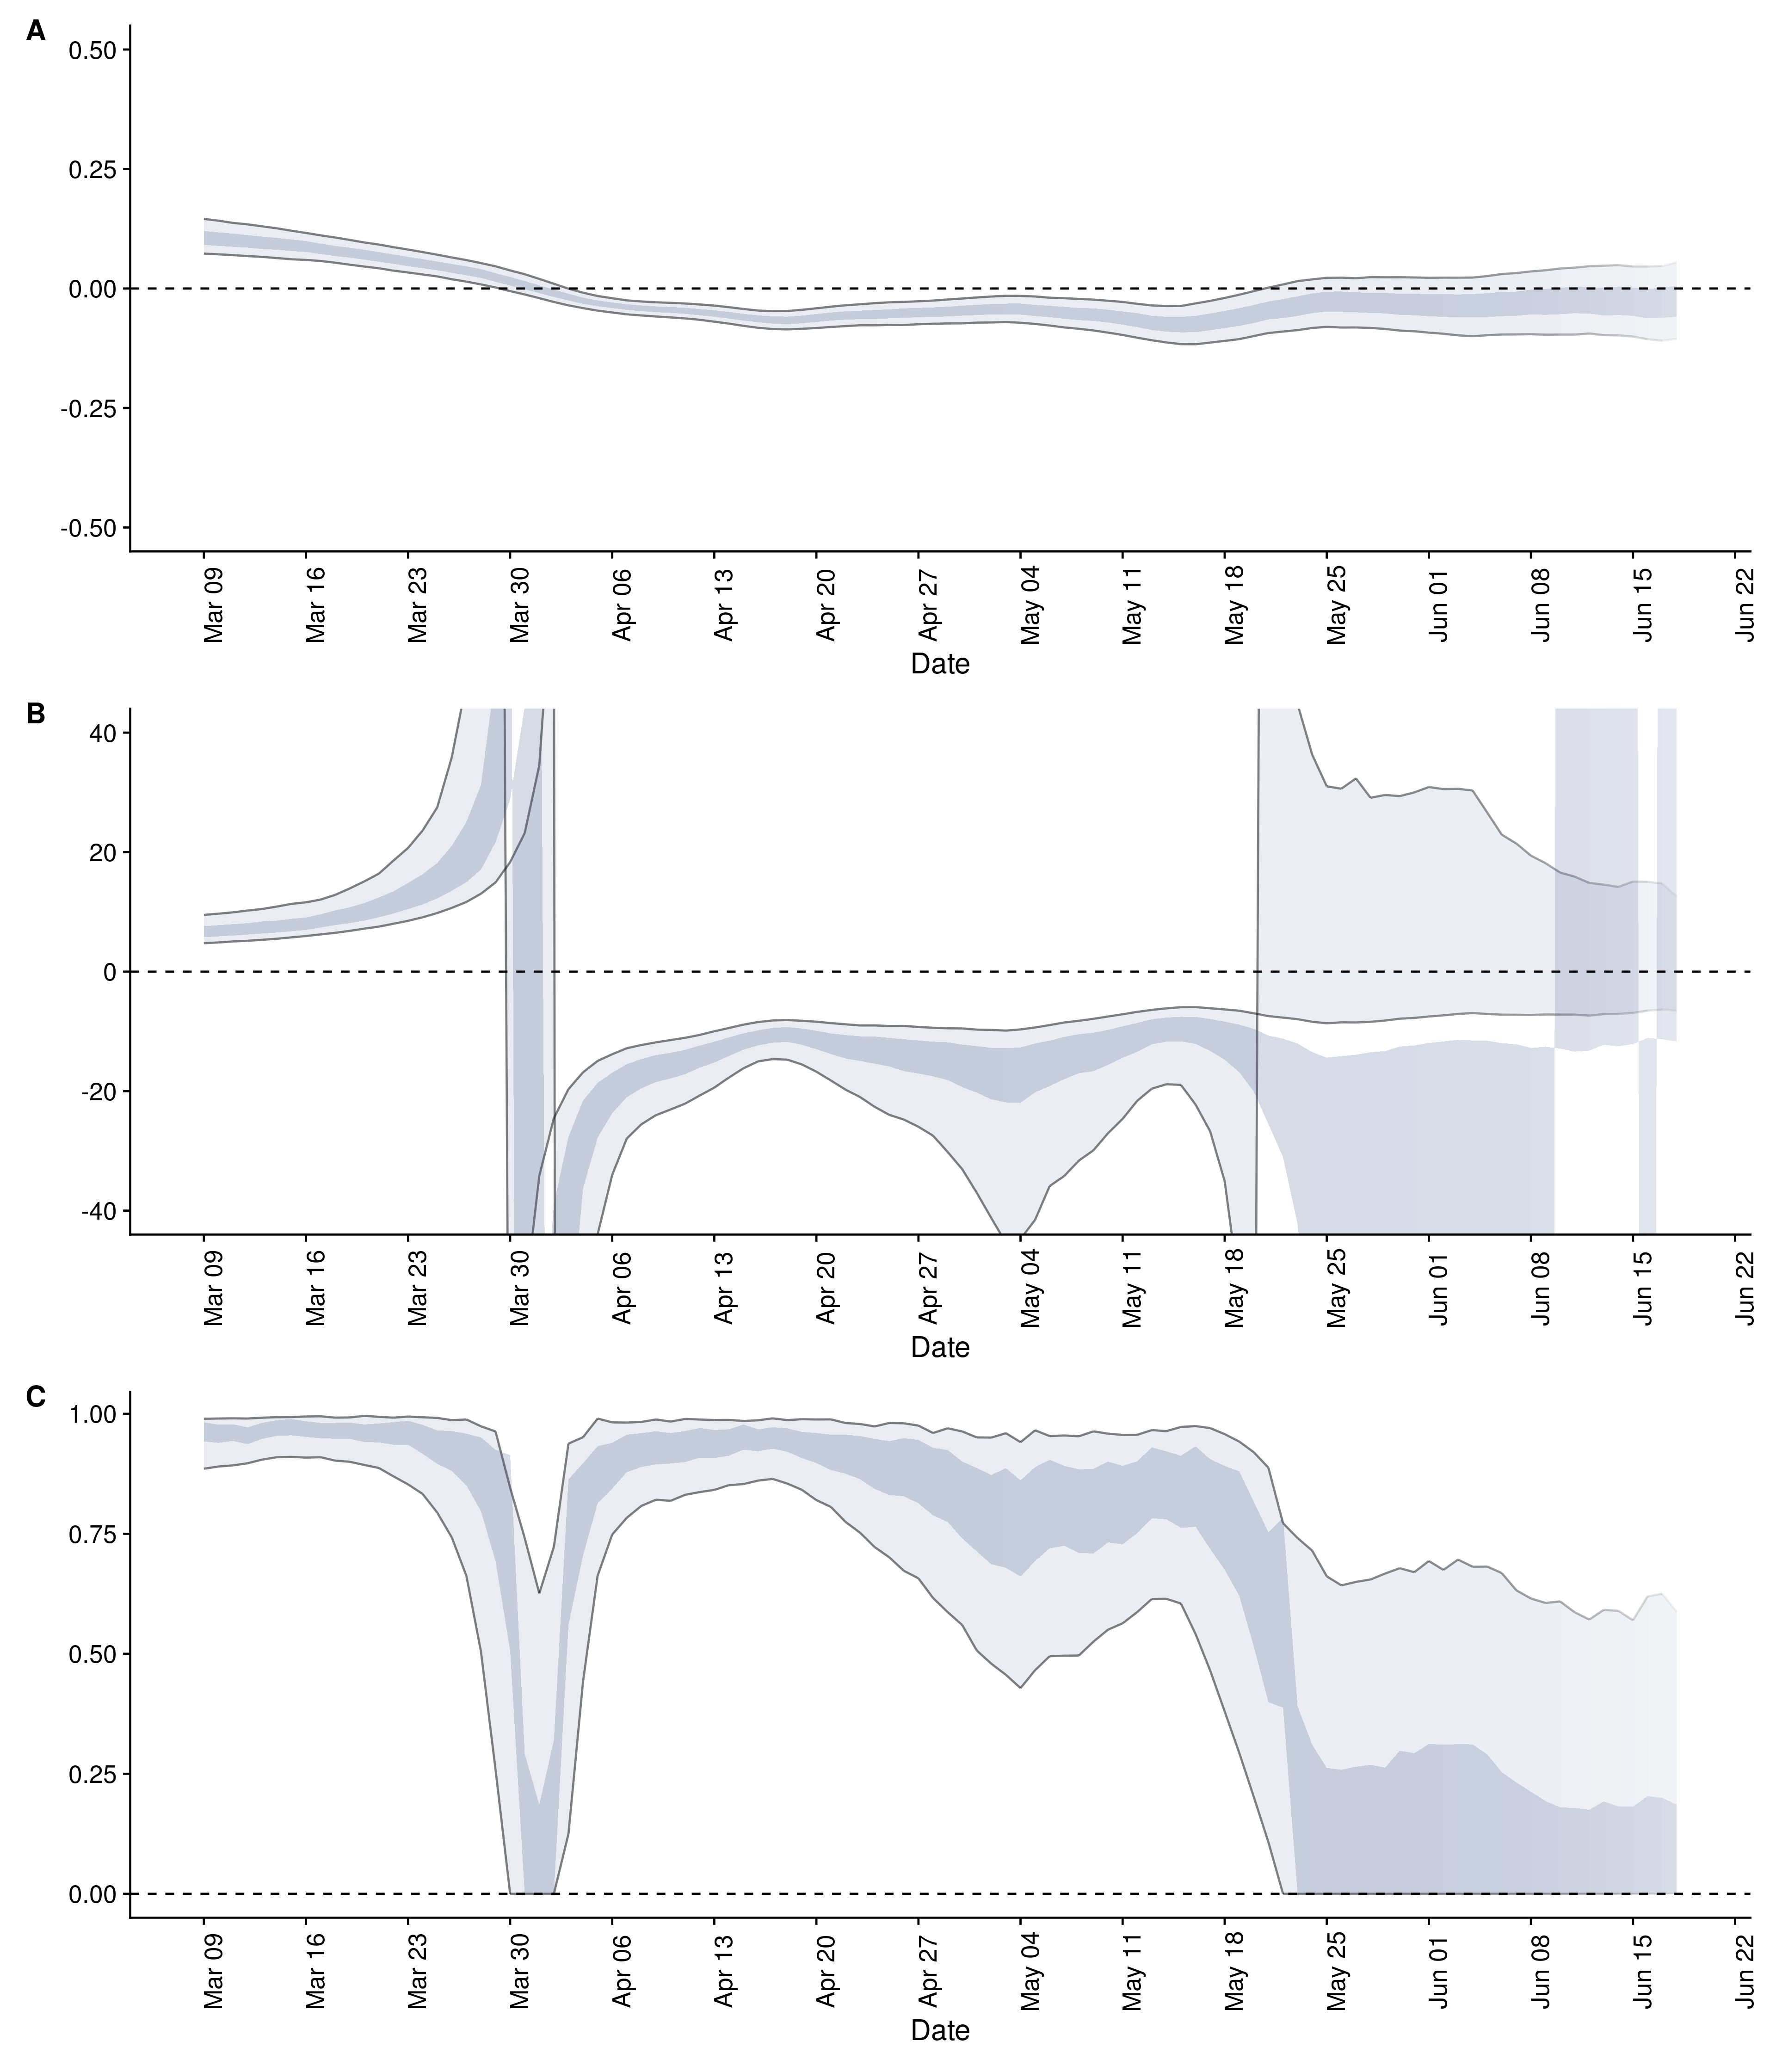 A
0.50
0.25
0.00
-0.25
-0.50
Mar 09
Mar 16
Mar 23
Mar 30
Apr 06
Apr 13
Apr 20
Apr 27
May 04
May 11
May 18
May 25
Jun 01
Jun 08
Jun 15
Jun 22
Date
B
40
20
0
-20
-40
Mar 09
Mar 16
Mar 23
Mar 30
Apr 06
Apr 13
Apr 20
Apr 27
May 04
May 11
May 18
May 25
Jun 01
Jun 08
Jun 15
Jun 22
Date
C
1.00
0.75
0.50
0.25
0.00
Mar 09
Mar 16
Mar 23
Mar 30
Apr 06
Apr 13
Apr 20
Apr 27
May 04
May 11
May 18
May 25
Jun 01
Jun 08
Jun 15
Jun 22
Date